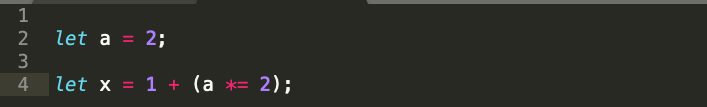 1
2 let a = 2;
3
4 let x = 1 + (a *= 2);